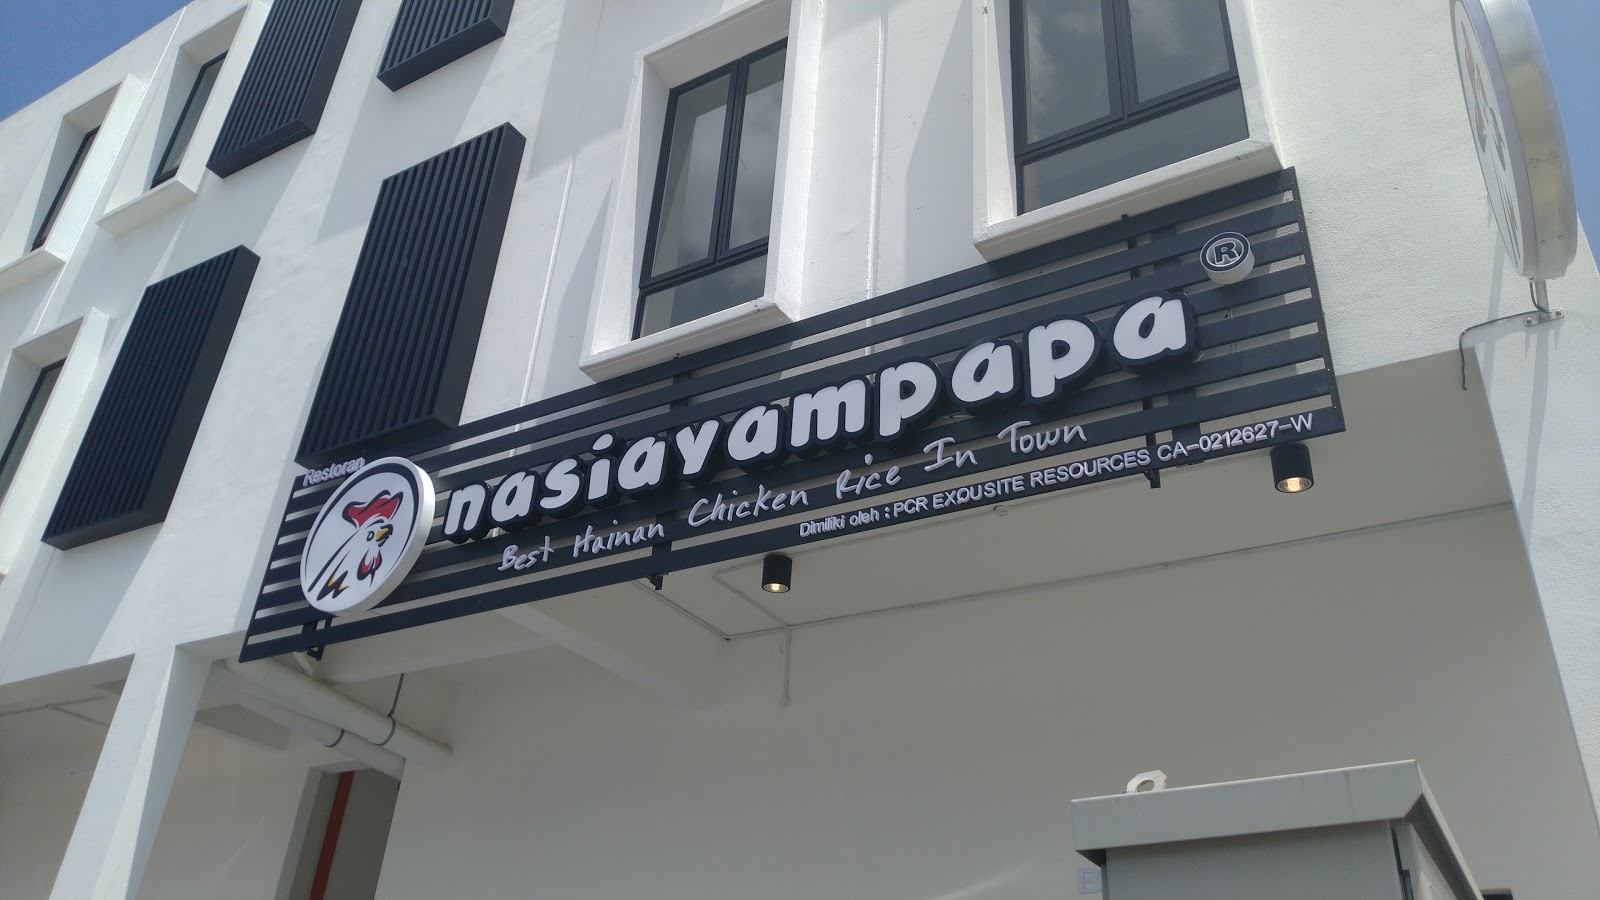 Restoran
nasiayampapa ®
Best Hainan Chicken Rice In Town
Dimiliki oleh : PCR EXQUSITE RESOURCES CA-0212627-W
B